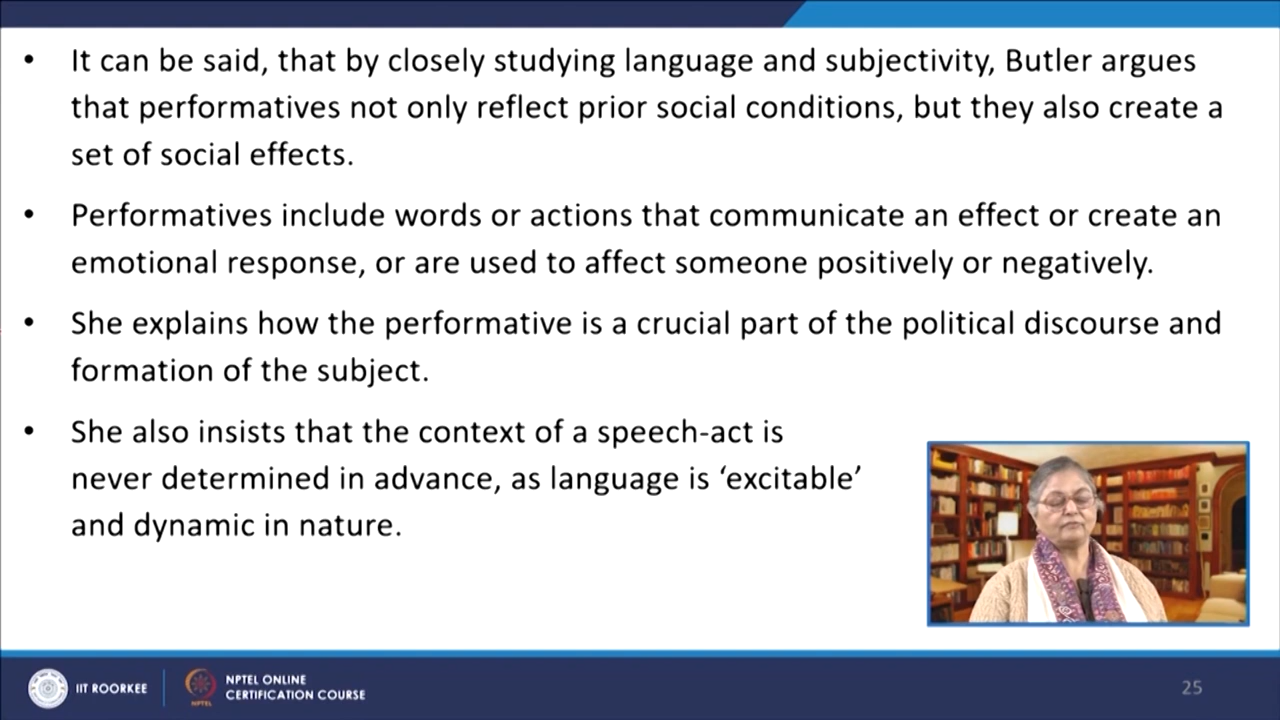 • It can be said, that by closely studying language and subjectivity, Butler argues
that performatives not only reflect prior social conditions, but they also create a
set of social effects.
• Performatives include words or actions that communicate an effect or create an
emotional response, or are used to affect someone positively or negatively.
• She explains how the performative is a crucial part of the political discourse and
formation of the subject.
• She also insists that the context of a speech-act is
never determined in advance, as language is ‘excitable’
and dynamic in nature.
IIT ROORKEE
NPTEL
NPTEL ONLINE
CERTIFICATION COURSE
25